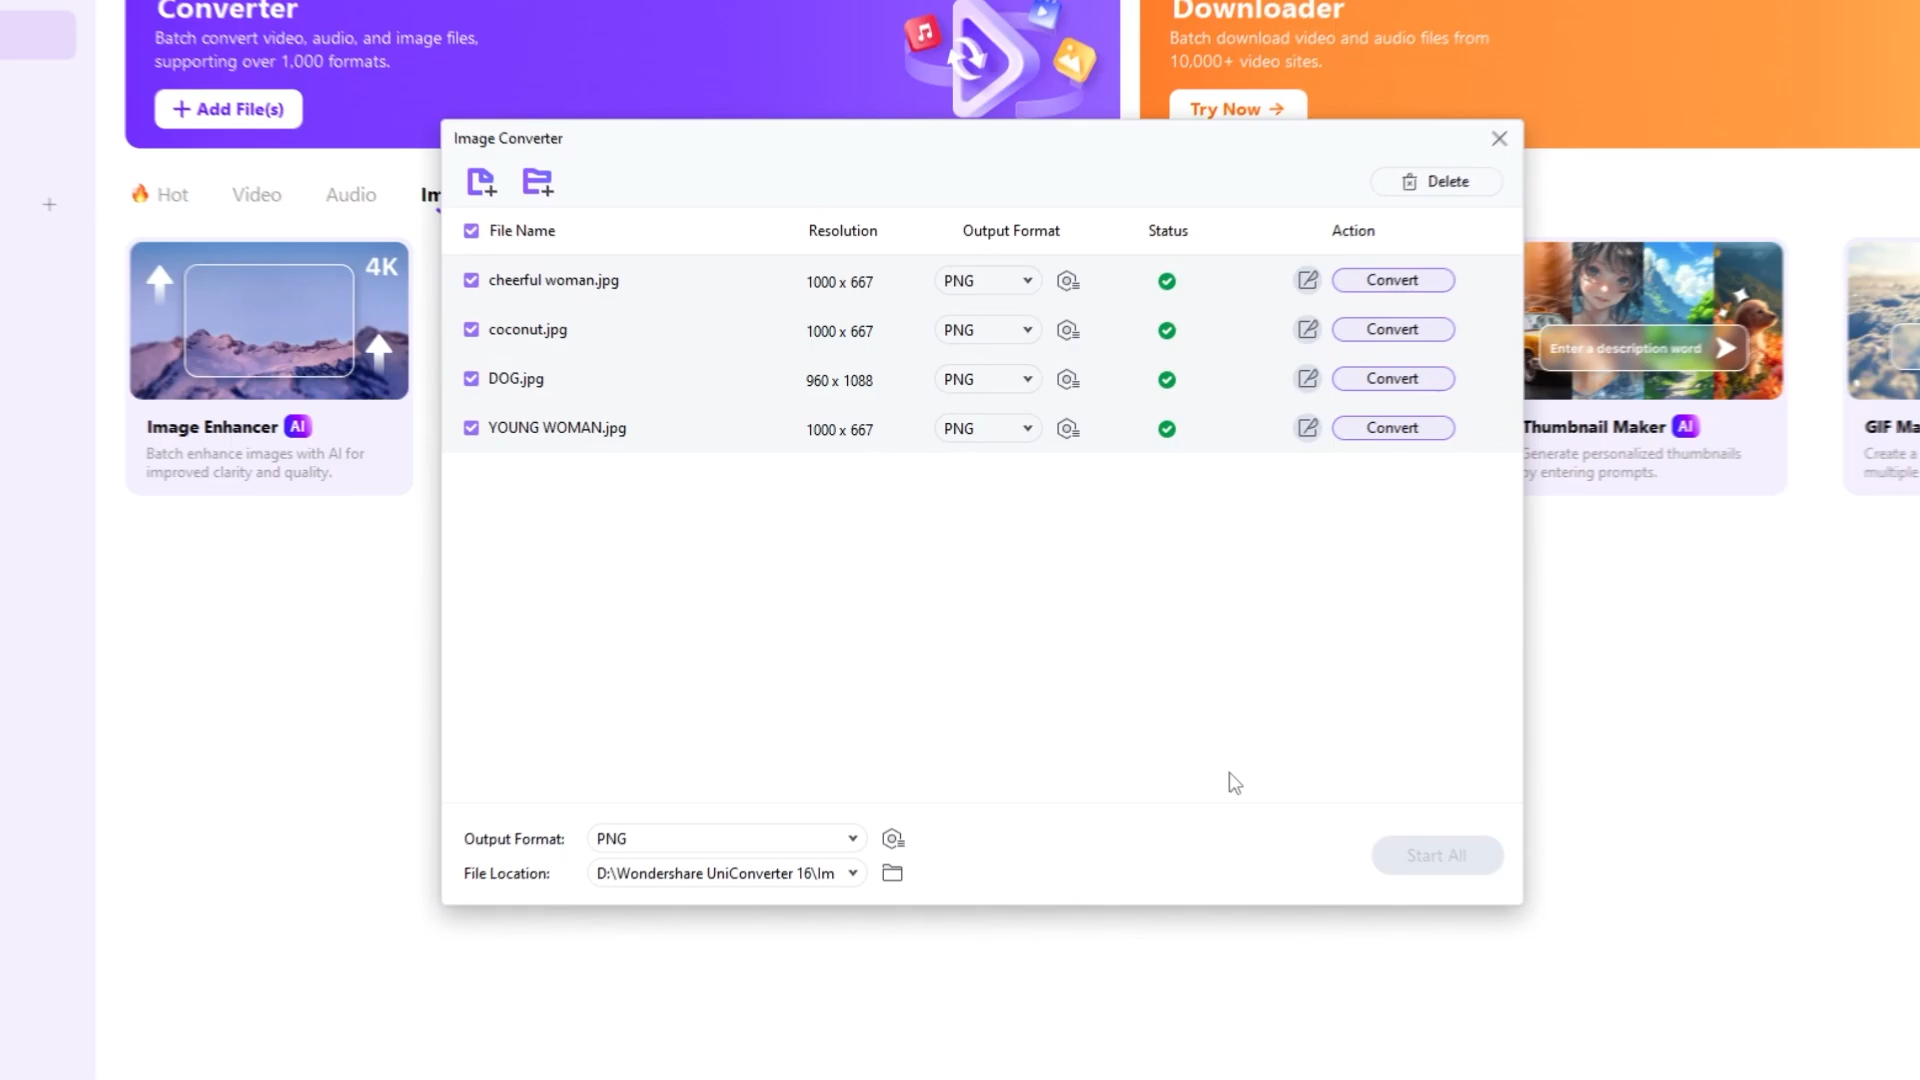 Converter
Batch convert video, audio, and image files,
supporting over 1,000 formats.
Add File(s)
Downloader
Batch download video and audio files from
10,000+ video sites.
Try Now
Hot
Video
Audio
Image Converter
Delete
File Name
Resolution
Output Format
Status
Action
cheerful woman.jpg
1000 x 667
PNG
Convert
coconut.jpg
1000 x 667
PNG
Convert
DOG.jpg
960 x 1088
PNG
Convert
YOUNG WOMAN.jpg
1000 x 667
PNG
Convert
Output Format:
PNG
File Location:
D:\Wondershare UniConverter 16\Im
Start All
4K
Image Enhancer AI
Batch enhance images with AI for
improved clarity and quality.
Enter a description word
Thumbnail Maker AI
Generate personalized thumbnails
by entering prompts.
GIF Ma
Create a
multiple